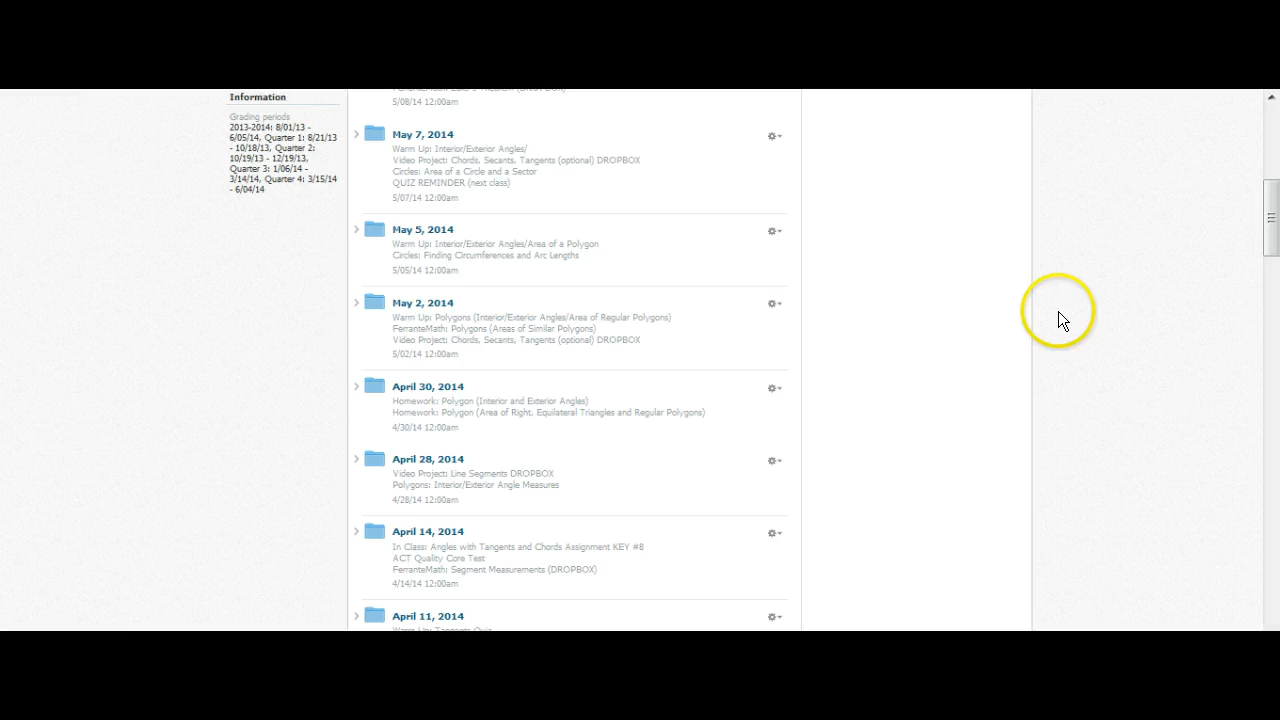 Information
Grading periods
2013-2014: 8/01/13 -
6/05/14, Quarter 1: 8/21/13
- 10/18/13, Quarter 2:
10/19/13 - 12/19/13,
Quarter 3: 1/06/14 -
3/14/14, Quarter 4: 3/15/14
- 6/04/14
5/08/14 12:00am
May 7, 2014
Warm Up: Interior/Exterior Angles/
Video Project: Chords, Secants, Tangents (optional) DROPBOX
Circles: Area of a Circle and a Sector
QUIZ REMINDER (next class)
5/07/14 12:00am
May 5, 2014
Warm Up: Interior/Exterior Angles/Area of a Polygon
Circles: Finding Circumferences and Arc Lengths
5/05/14 12:00am
May 2, 2014
Warm Up: Polygons (Interior/Exterior Angles/Area of Regular Polygons)
FerranteMath: Polygons (Areas of Similar Polygons)
Video Project: Chords, Secants, Tangents (optional) DROPBOX
5/02/14 12:00am
April 30, 2014
Homework: Polygon (Interior and Exterior Angles)
Homework: Polygon (Area of Right, Equilateral Triangles and Regular Polygons)
4/30/14 12:00am
April 28, 2014
Video Project: Line Segments DROPBOX
Polygons: Interior/Exterior Angle Measures
4/28/14 12:00am
April 14, 2014
In Class: Angles with Tangents and Chords Assignment KEY #8
ACT Quality Core Test
FerranteMath: Segment Measurements (DROPBOX)
4/14/14 12:00am
April 11, 2014
Warm Up: Tangents Quiz